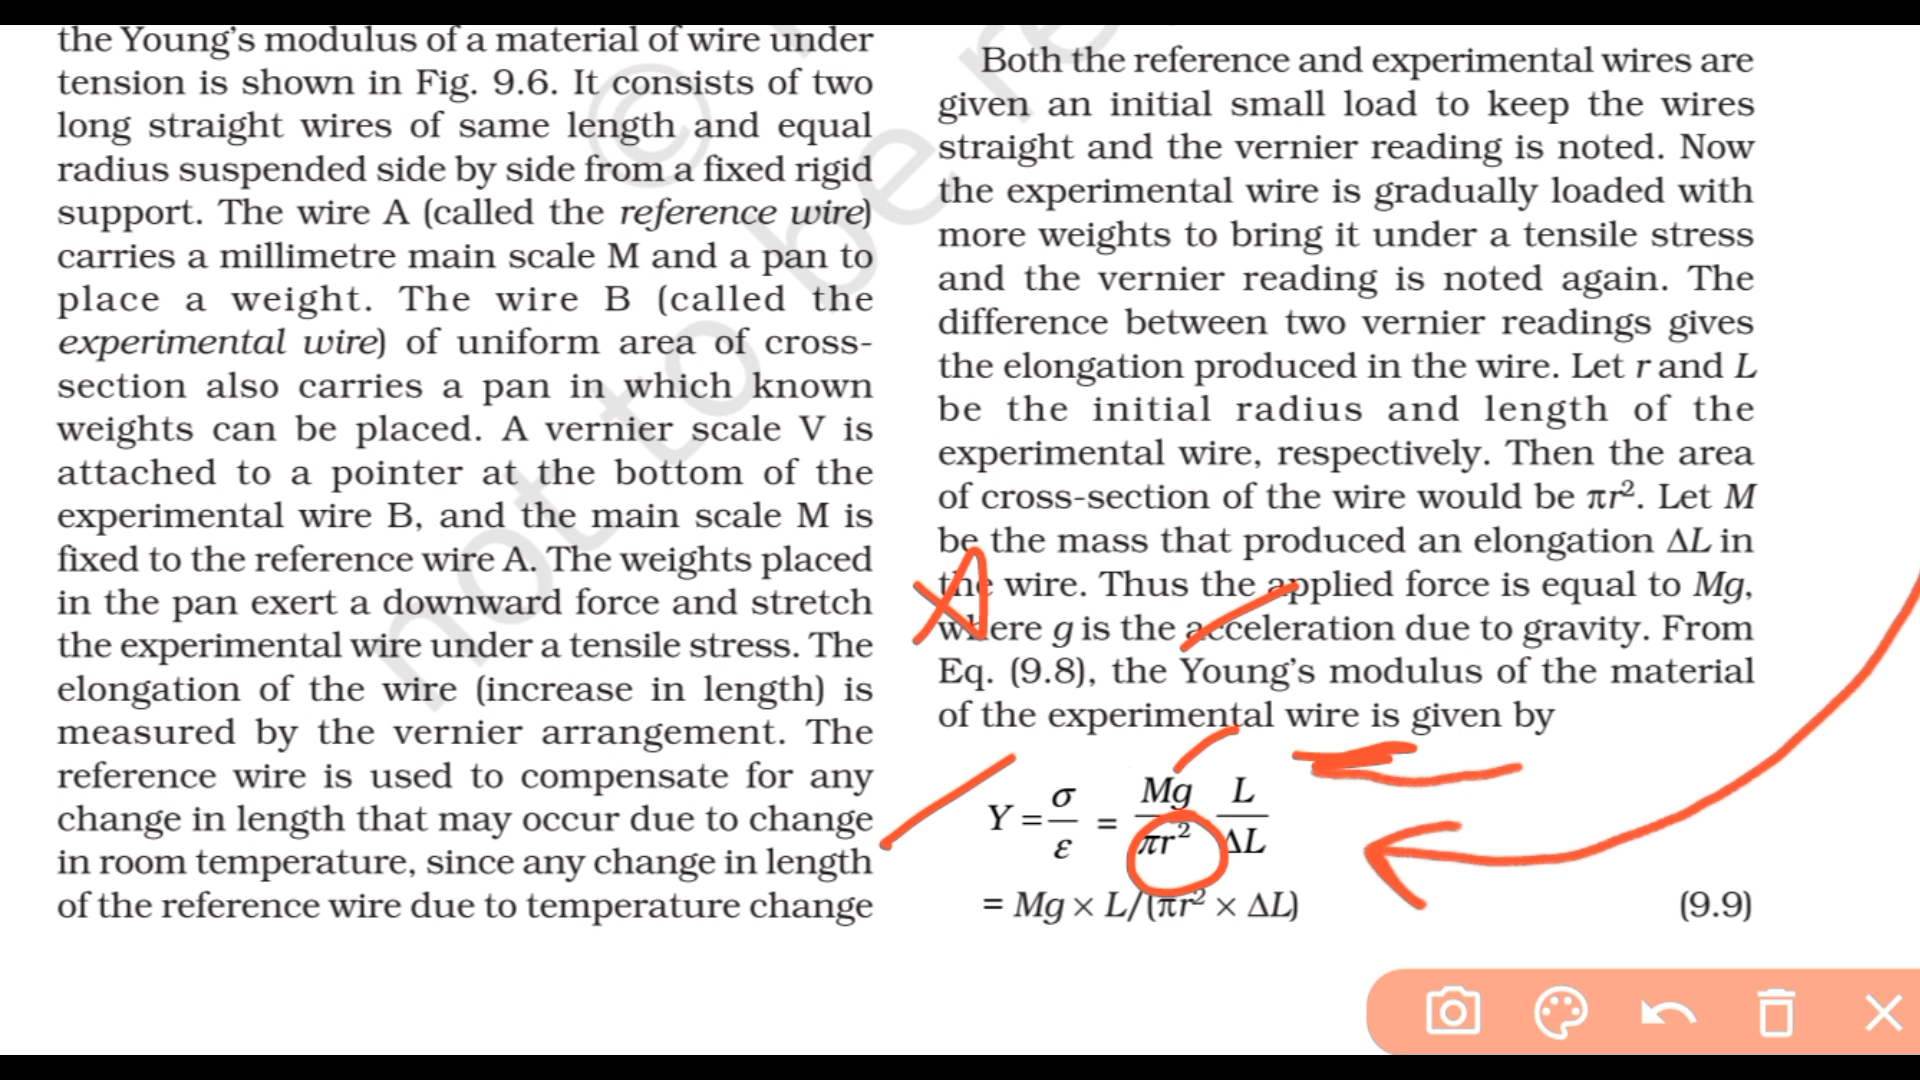 the Young's modulus of a material of wire under
tension is shown in Fig. 9.6. It consists of two
long straight wires of same length and equal
radius suspended side by side from a fixed rigid
support. The wire A (called the reference wire)
carries a millimetre main scale M and a pan to
place a weight. The wire B (called the
experimental wire) of uniform area of cross-
section also carries a pan in which known
weights can be placed. A vernier scale V is
attached to a pointer at the bottom of the
experimental wire B, and the main scale M is
fixed to the reference wire A. The weights placed
in the pan exert a downward force and stretch
the experimental wire under a tensile stress. The
elongation of the wire (increase in length) is
measured by the vernier arrangement. The
reference wire is used to compensate for any
change in length that may occur due to change
in room temperature, since any change in length
of the reference wire due to temperature change
Both the reference and experimental wires are
given an initial small load to keep the wires
straight and the vernier reading is noted. Now
the experimental wire is gradually loaded with
more weights to bring it under a tensile stress
and the vernier reading is noted again. The
difference between two vernier readings gives
the elongation produced in the wire. Let r and L
be the initial radius and length of the
experimental wire, respectively. Then the area
of cross-section of the wire would be πr². Let M
be the mass that produced an elongation ΔL in
the wire. Thus the applied force is equal to Mg,
where g is the acceleration due to gravity. From
Eq. (9.8), the Young's modulus of the material
of the experimental wire is given by
Y = σ/ε = Mg/πr² L/ΔL
= Mg × L/(πr² × ΔL) (9.9)
©
not to be re